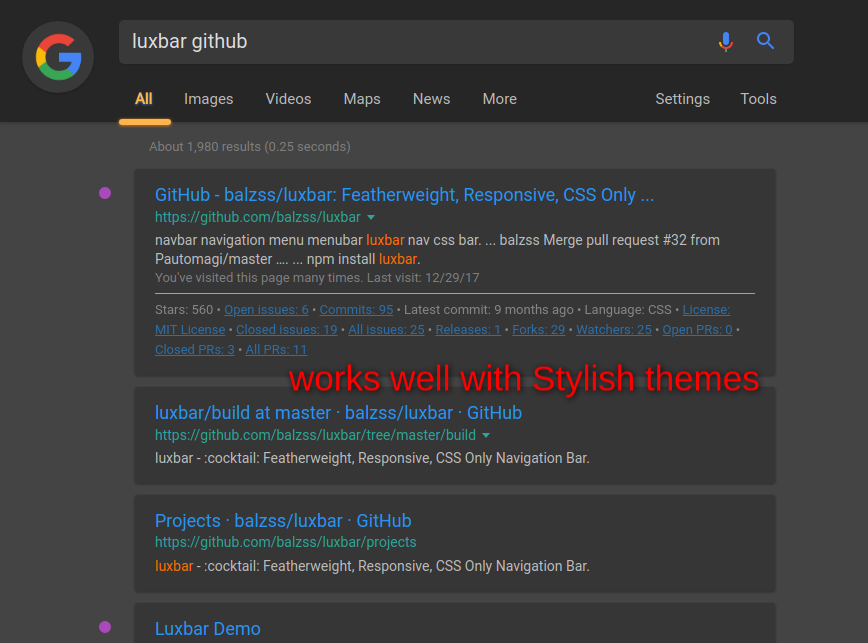 luxbar github
All Images Videos Maps News More Settings Tools
About 1,980 results (0.25 seconds)
GitHub - balzss/luxbar: Featherweight, Responsive, CSS Only ...
https://github.com/balzss/luxbar
navbar navigation menu menubar luxbar nav css bar. ... balzss Merge pull request #32 from
Pautomagi/master .... ... npm install luxbar.
You've visited this page many times. Last visit: 12/29/17
Stars: 560 • Open issues: 6 • Commits: 95 • Latest commit: 9 months ago • Language: CSS • License:
MIT License • Closed issues: 19 • All issues: 25 • Releases: 1 • Forks: 29 • Watchers: 25 • Open PRs: 0 •
Closed PRs: 3 • All PRs: 11
works well with Stylish themes
luxbar/build at master · balzss/luxbar · GitHub
https://github.com/balzss/luxbar/tree/master/build
luxbar - :cocktail: Featherweight, Responsive, CSS Only Navigation Bar.
Projects · balzss/luxbar · GitHub
https://github.com/balzss/luxbar/projects
luxbar - :cocktail: Featherweight, Responsive, CSS Only Navigation Bar.
Luxbar Demo